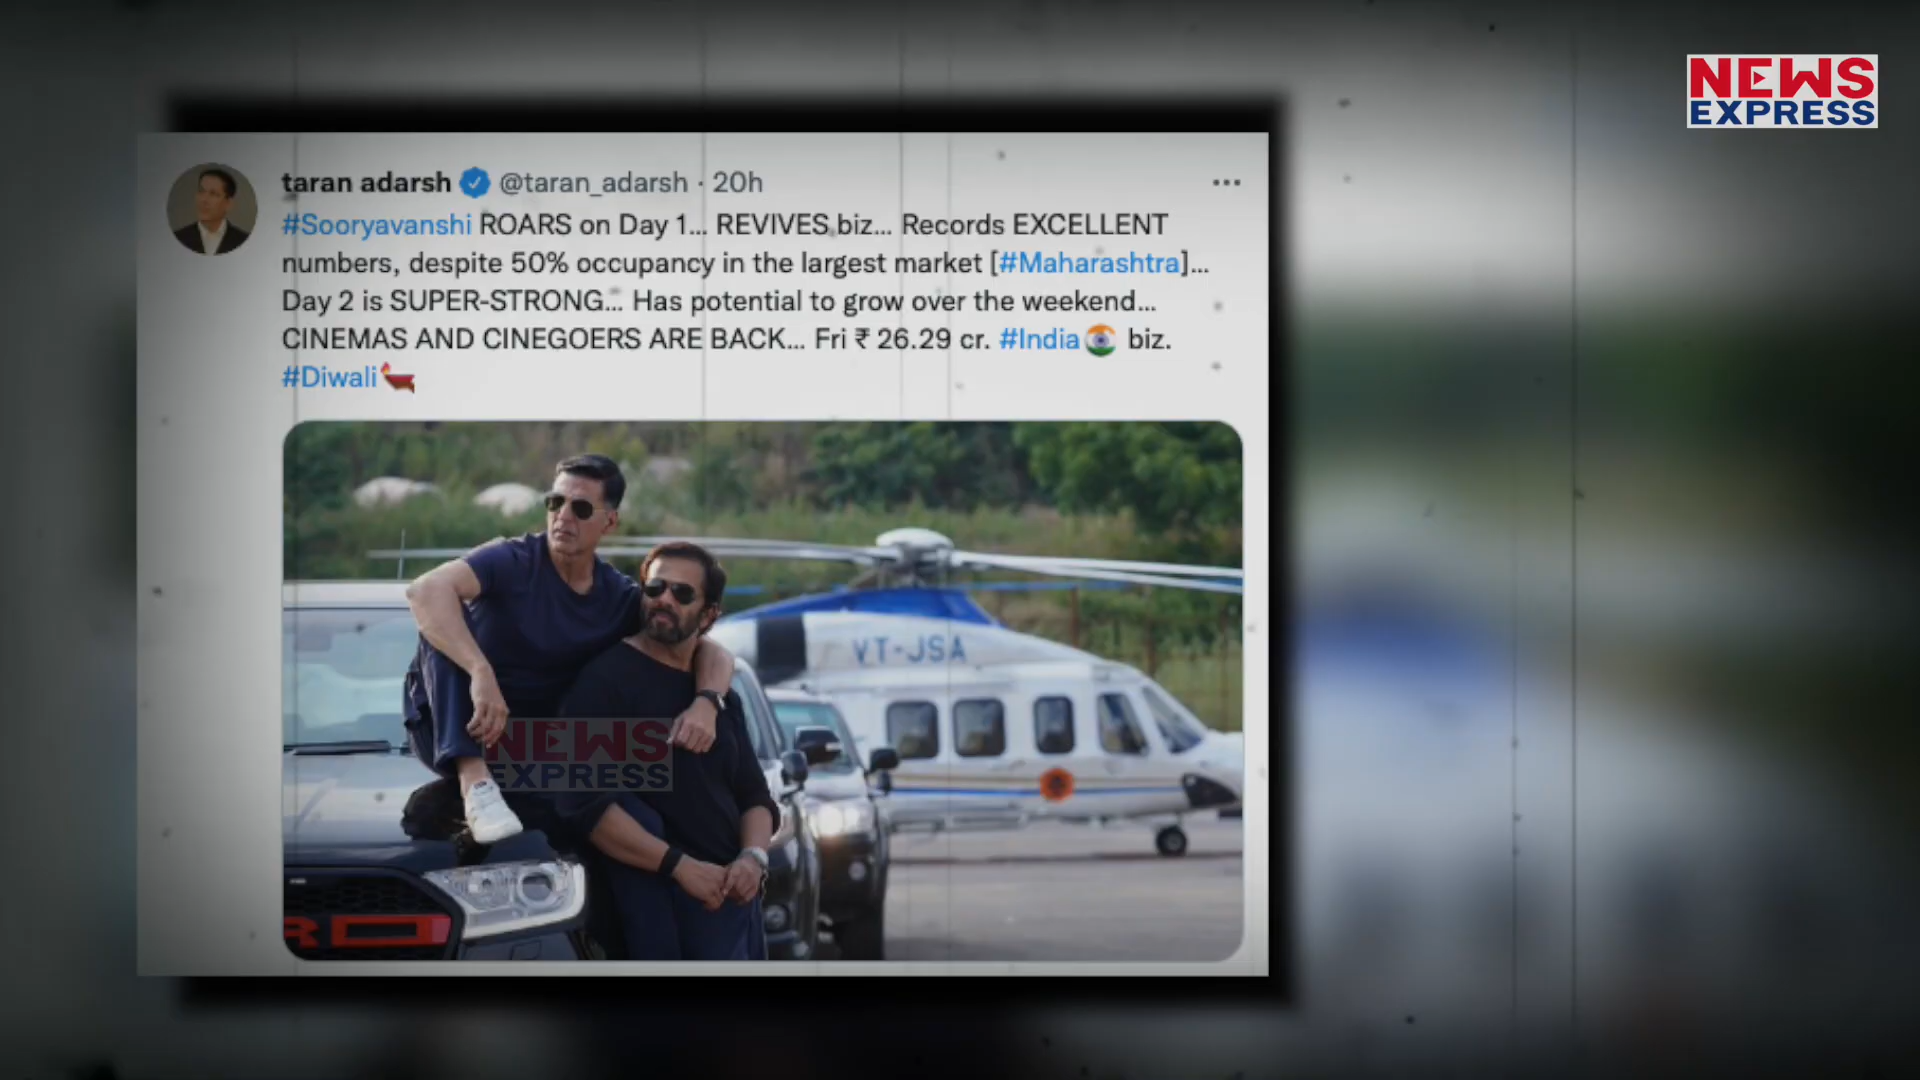 NEWS
EXPRESS
taran adarsh @taran_adarsh · 20h
#Sooryavanshi ROARS on Day 1... REVIVES biz... Records EXCELLENT
numbers, despite 50% occupancy in the largest market [#Maharashtra]...
Day 2 is SUPER-STRONG... Has potential to grow over the weekend...
CINEMAS AND CINEGOERS ARE BACK... Fri ₹ 26.29 cr. #India biz.
#Diwali
VT-JSA
NEWS
EXPRESS